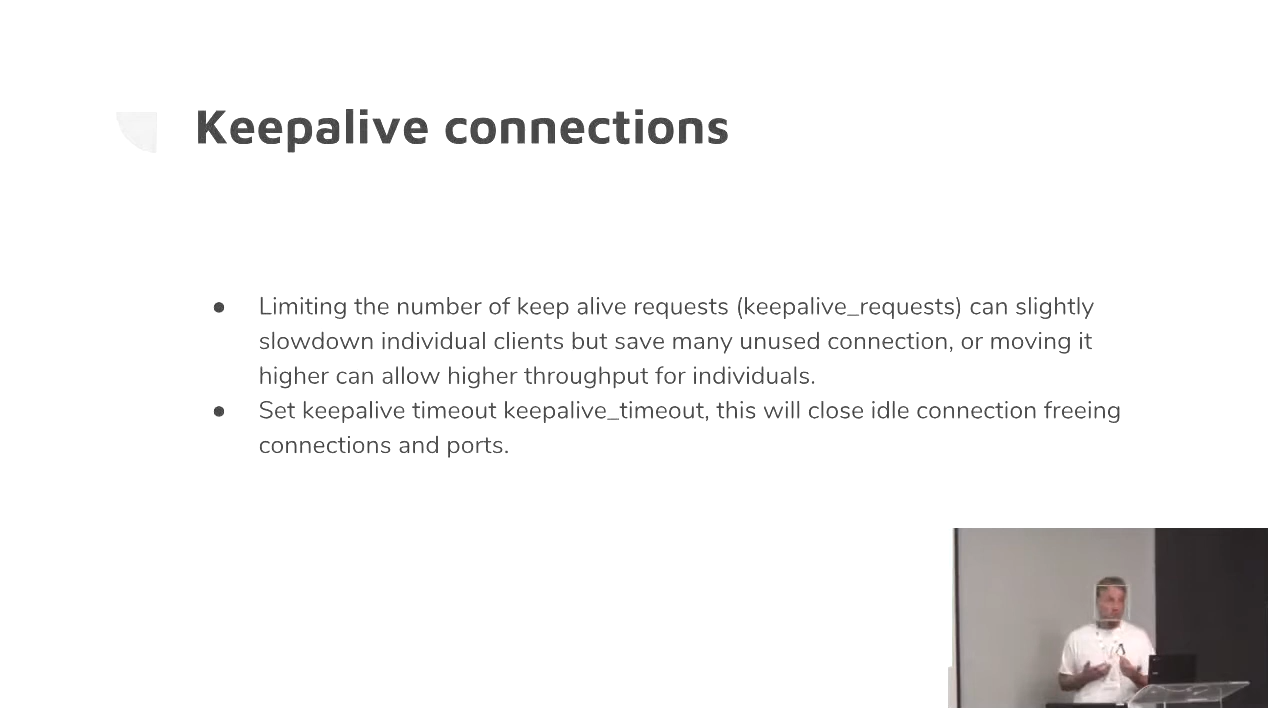 Keepalive connections
● Limiting the number of keep alive requests (keepalive_requests) can slightly
slowdown individual clients but save many unused connection, or moving it
higher can allow higher throughput for individuals.
● Set keepalive timeout keepalive_timeout, this will close idle connection freeing
connections and ports.